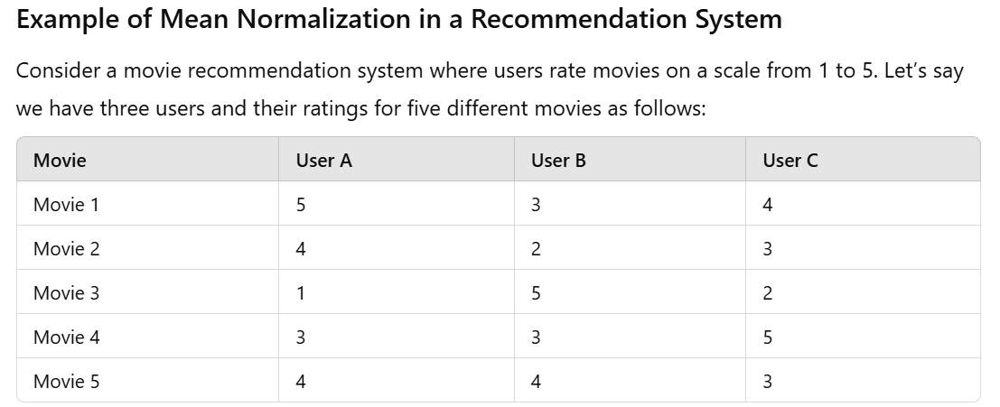 Example of Mean Normalization in a Recommendation System
Consider a movie recommendation system where users rate movies on a scale from 1 to 5. Let’s say
we have three users and their ratings for five different movies as follows:
Movie User A User B User C
Movie 1 5 3 4
Movie 2 4 2 3
Movie 3 1 5 2
Movie 4 3 3 5
Movie 5 4 4 3